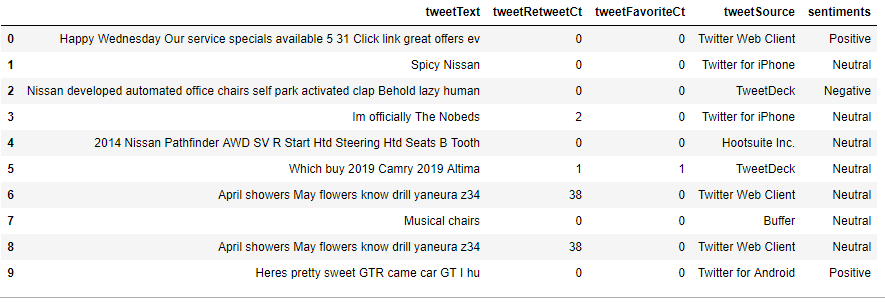 tweetText tweetRetweetCt tweetFavoriteCt tweetSource sentiments
0 Happy Wednesday Our service specials available 5 31 Click link great offers ev 0 0 Twitter Web Client Positive
1 Spicy Nissan 0 0 Twitter for iPhone Neutral
2 Nissan developed automated office chairs self park activated clap Behold lazy human 0 0 TweetDeck Negative
3 Im officially The Nobeds 2 0 Twitter for iPhone Neutral
4 2014 Nissan Pathfinder AWD SV R Start Htd Steering Htd Seats B Tooth 0 0 Hootsuite Inc. Neutral
5 Which buy 2019 Camry 2019 Altima 1 1 TweetDeck Neutral
6 April showers May flowers know drill yaneura z34 38 0 Twitter Web Client Neutral
7 Musical chairs 0 0 Buffer Neutral
8 April showers May flowers know drill yaneura z34 38 0 Twitter Web Client Neutral
9 Heres pretty sweet GTR came car GT I hu 0 0 Twitter for Android Positive